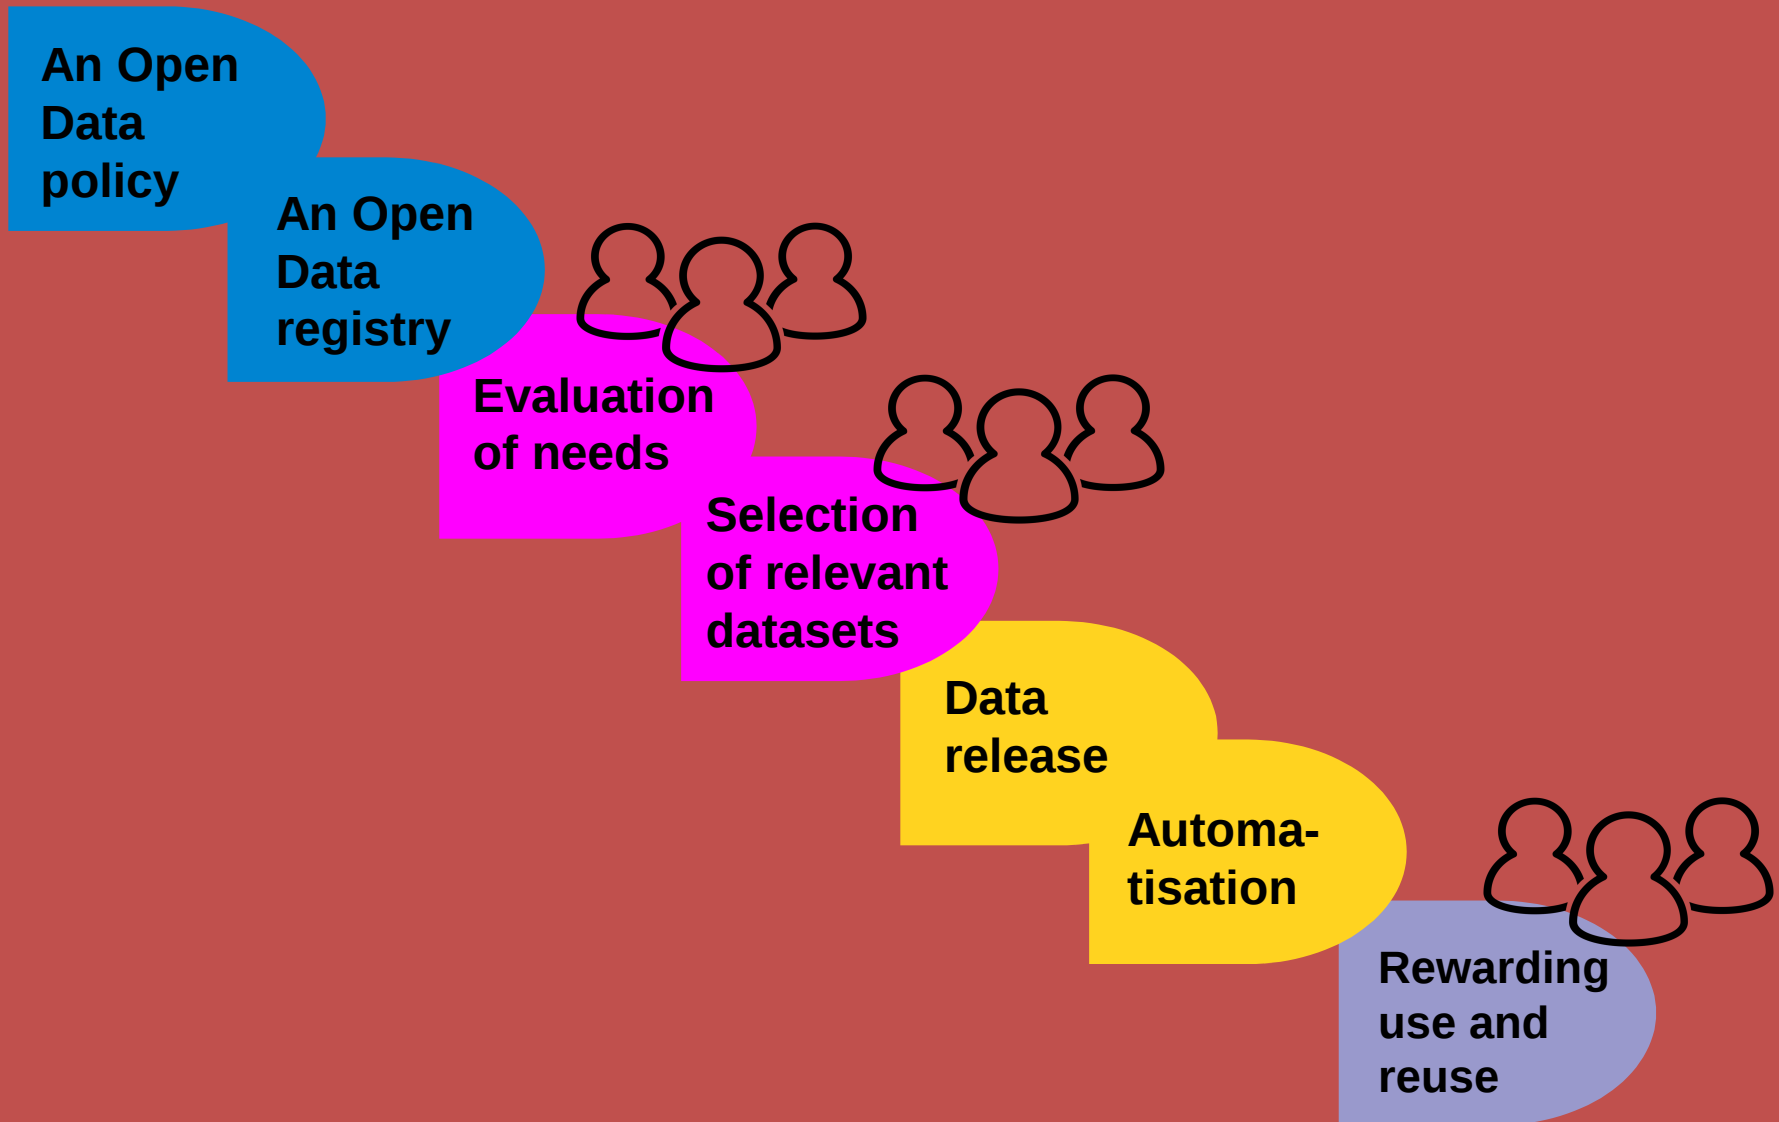 An Open
Data
policy
An Open
Data
registry
Evaluation
of needs
Selection
of relevant
datasets
Data
release
Automa-
tisation
Rewarding
use and
reuse